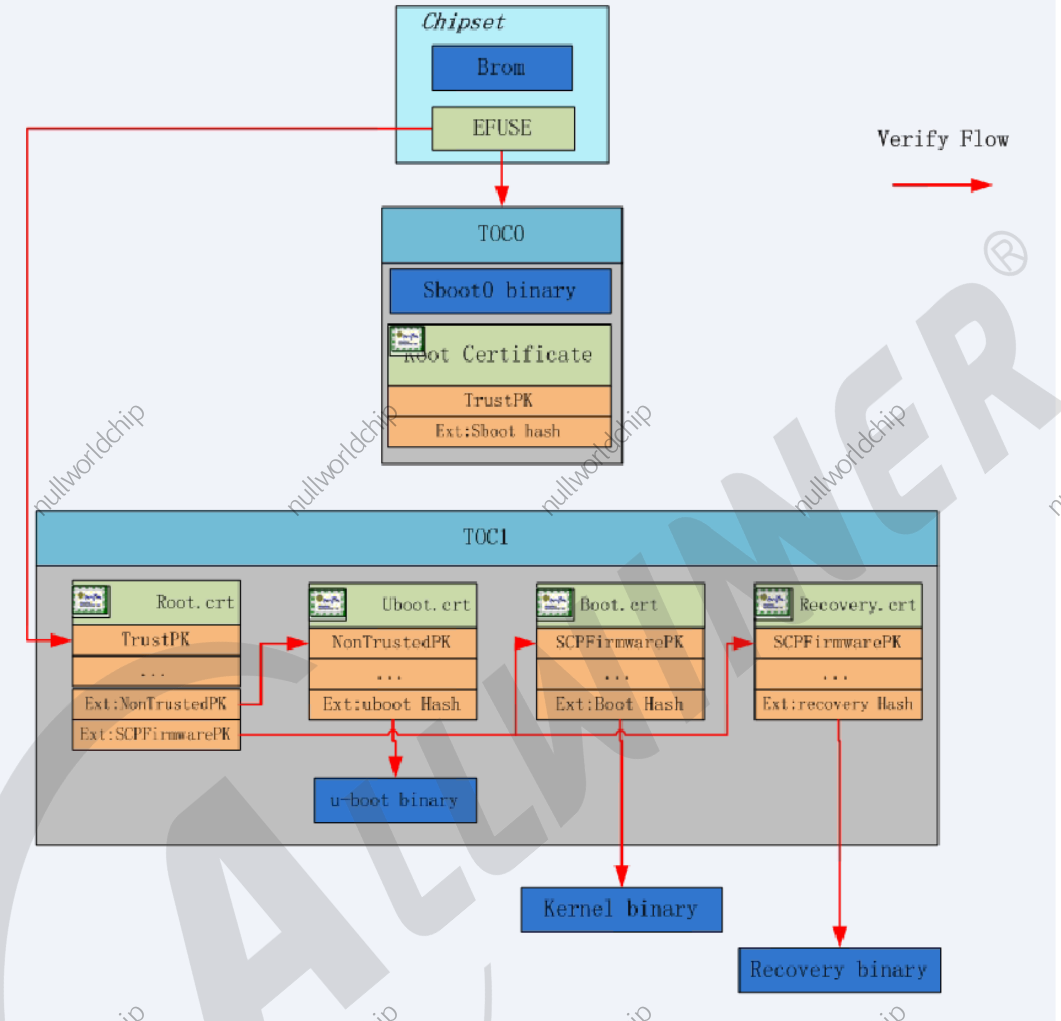 Chipset
Brom
EFUSE
Verify Flow
TOC0
Sboot0 binary
Root Certificate
TrustPK
Ext:Sboot hash
nullworldchip
nullworldchip
nullworldchip
nullworldchip
ALLWINNER®
TOC1
Root.crt
Uboot.crt
Boot.crt
Recovery.crt
TrustPK
NonTrustedPK
SCPFirmwarePK
SCPFirmwarePK
...
...
...
...
Ext:NonTrustedPK
Ext:uboot Hash
Ext:Boot Hash
Ext:recovery Hash
Ext:SCPFirmwarePK
u-boot binary
Kernel binary
Recovery binary